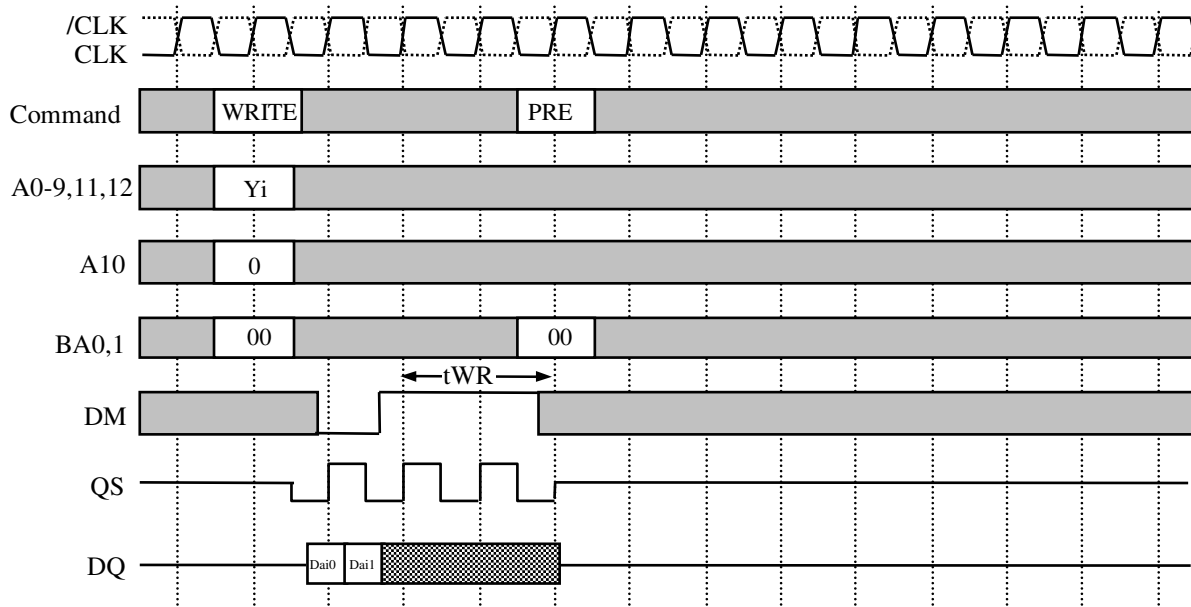 /CLK
CLK
Command WRITE PRE
A0-9,11,12 Yi
A10 0
BA0,1 00 00
tWR
DM
QS
DQ Dai0 Dai1